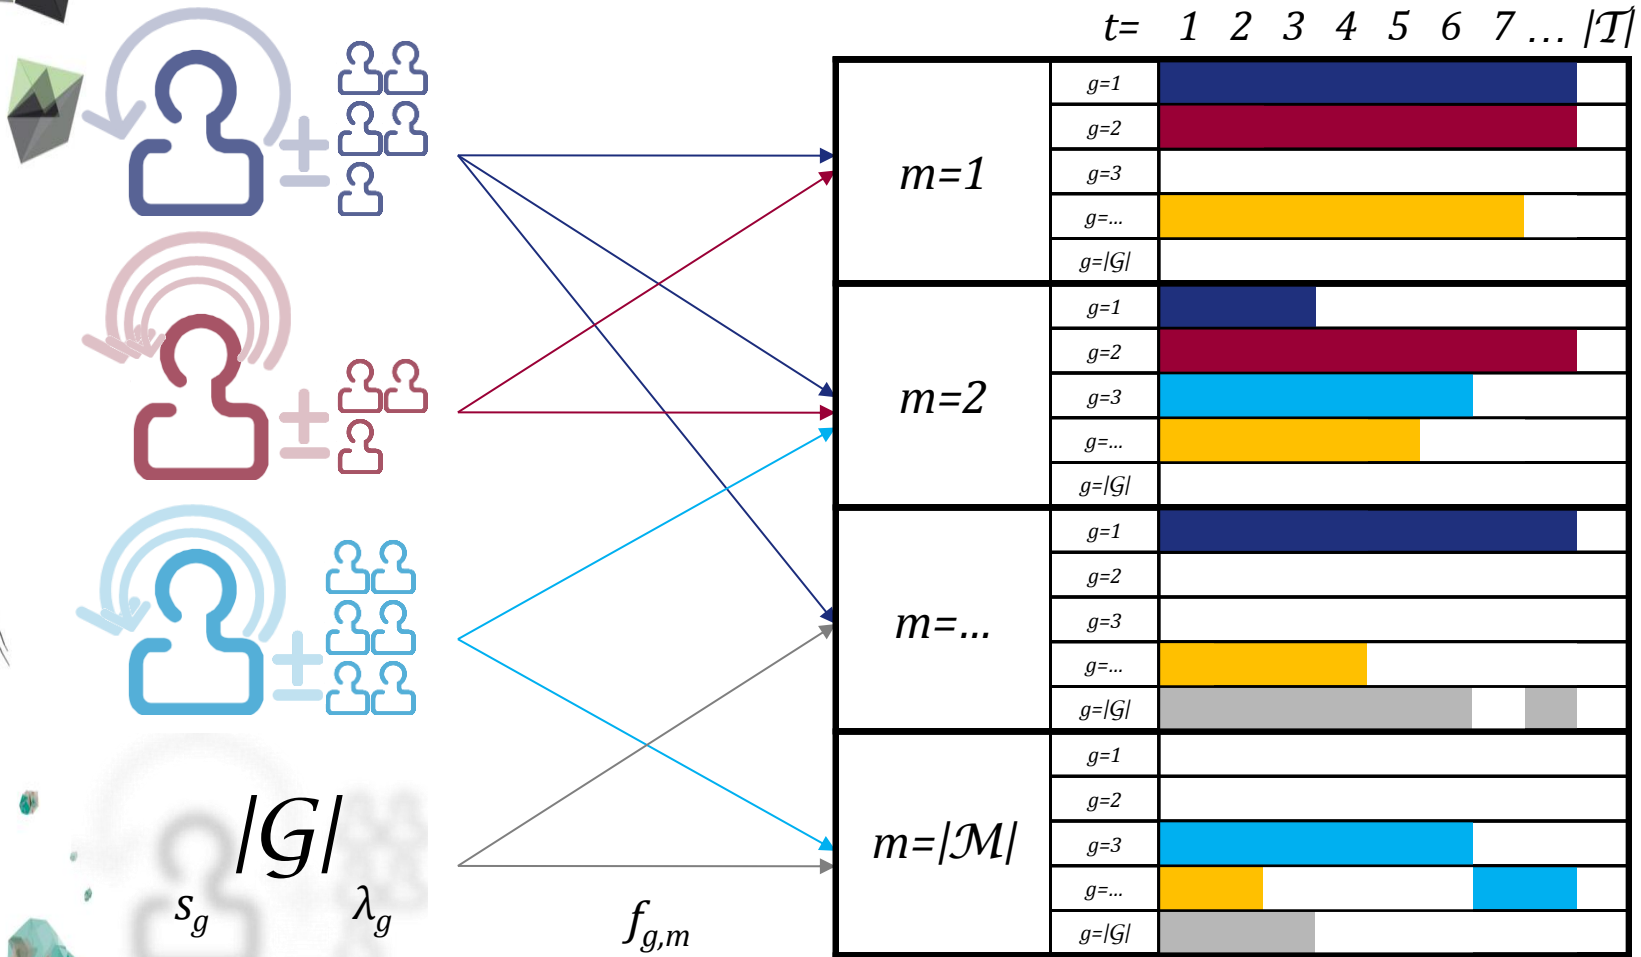 t= 1 2 3 4 5 6 7 ... |𝒯|
m=1
g=1
g=2
g=3
g=...
g=|𝒢|
m=2
g=1
g=2
g=3
g=...
g=|𝒢|
m=...
g=1
g=2
g=3
g=...
g=|𝒢|
m=|ℳ|
g=1
g=2
g=3
g=...
g=|𝒢|
|𝒢|
s_g λ_g
f_{g,m}